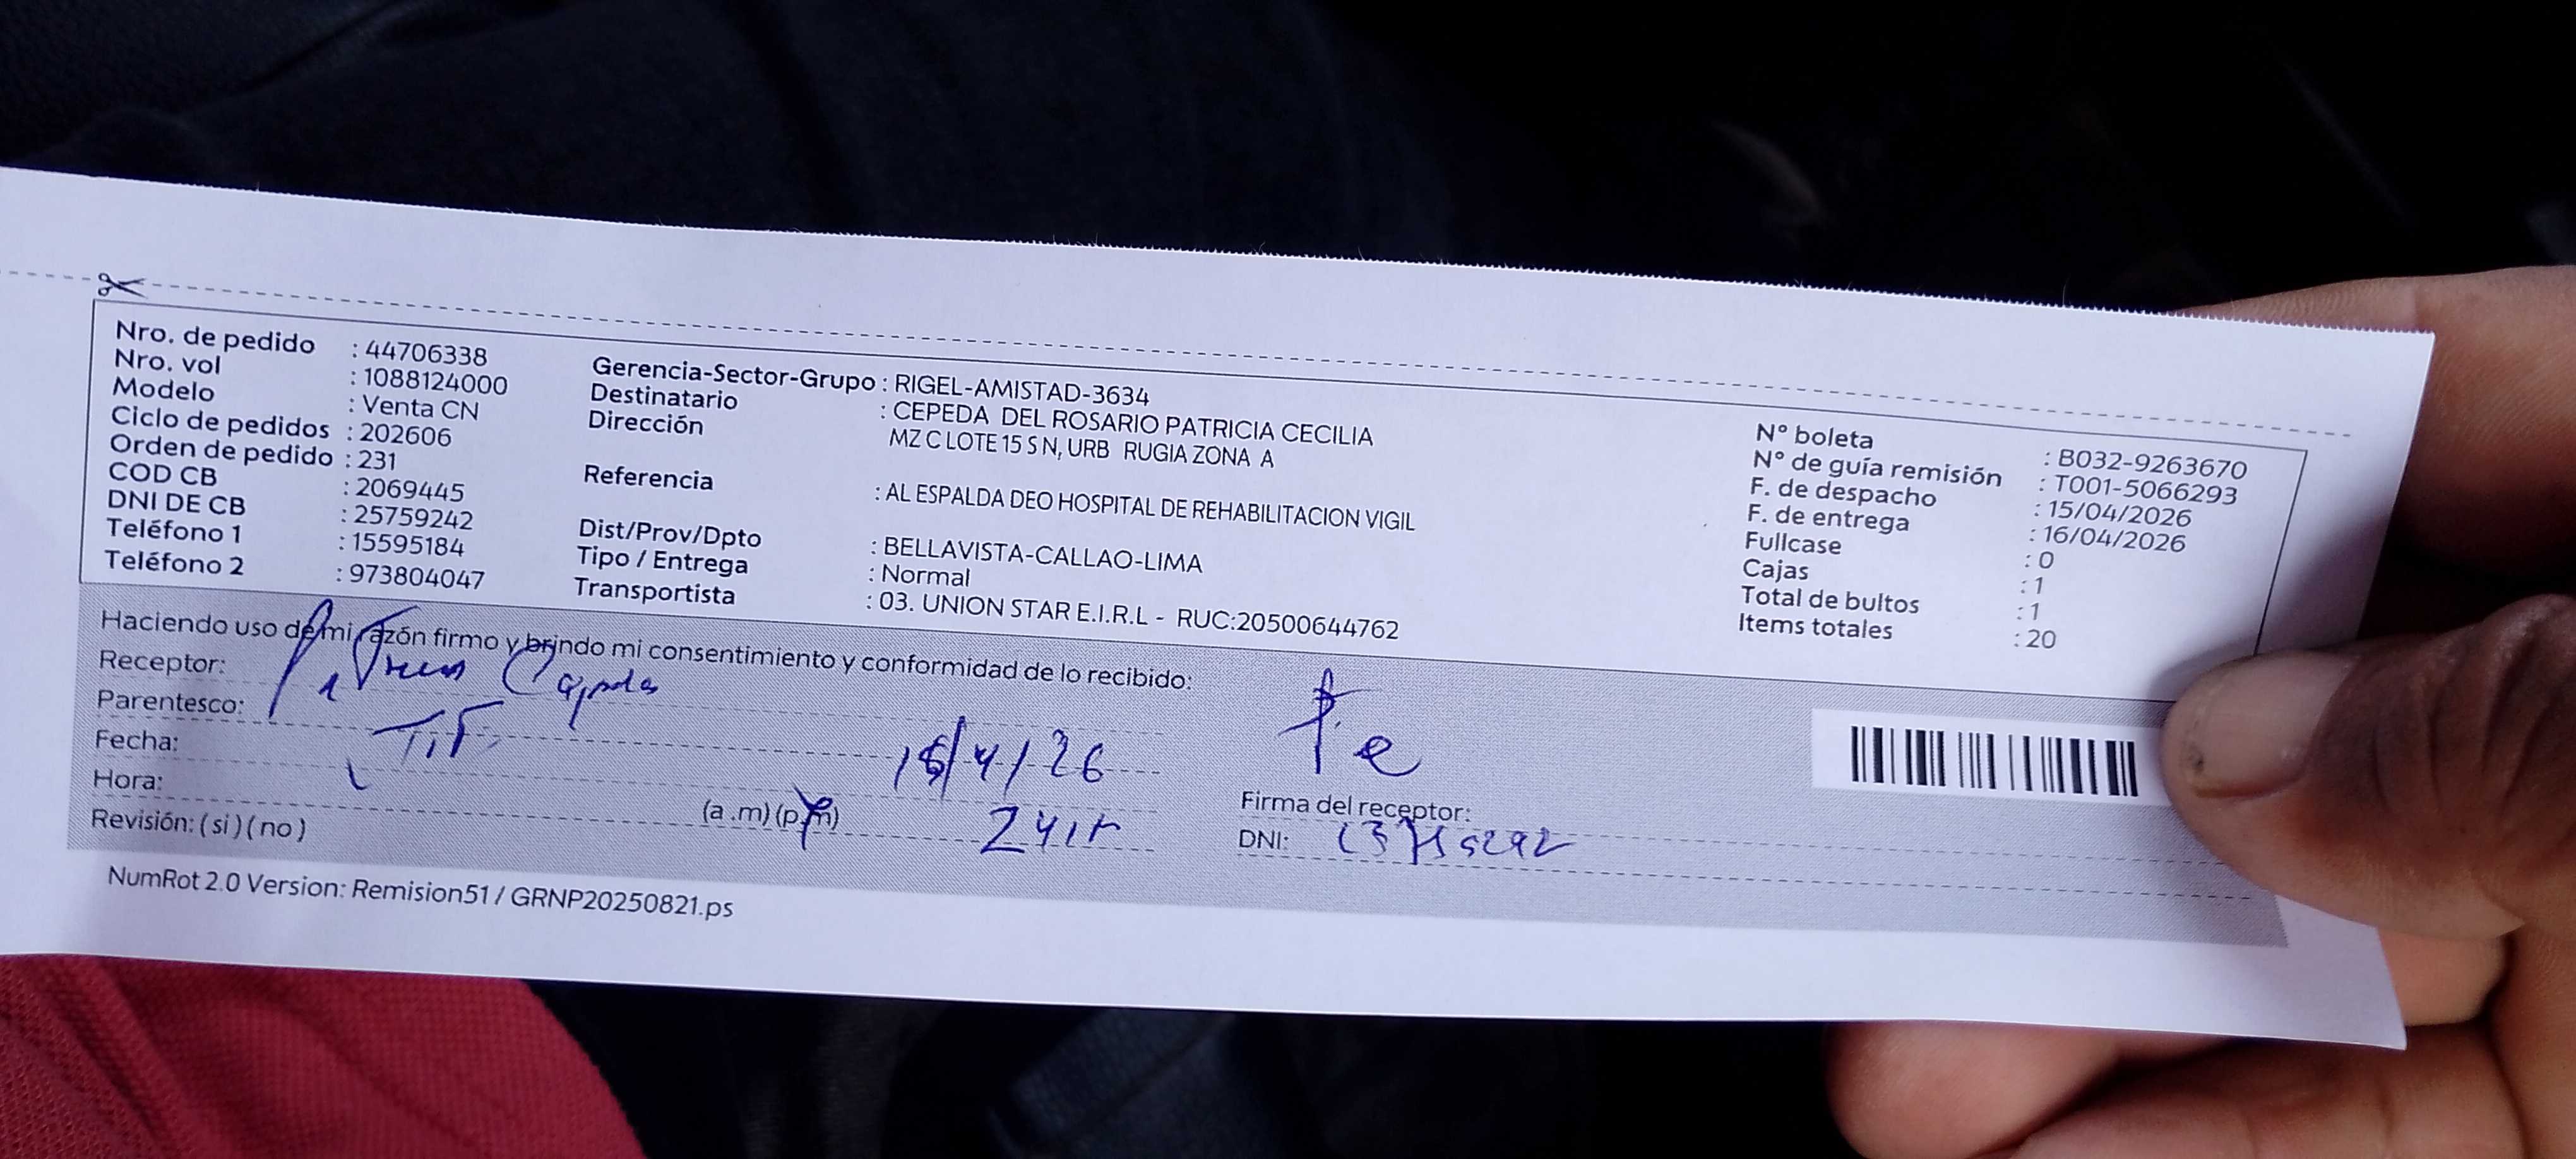 Nro. de pedido : 44706338
Nro. vol : 1088124000
Modelo : Venta CN
Ciclo de pedidos : 202606
Orden de pedido : 231
COD CB : 2069445
DNI DE CB : 25759242
Teléfono 1 : 15595184
Teléfono 2 : 973804047
Gerencia-Sector-Grupo : RIGEL-AMISTAD-3634
Destinatario : CEPEDA DEL ROSARIO PATRICIA CECILIA
Dirección MZ C LOTE 15 S N, URB RUGIA ZONA A
Referencia : AL ESPALDA DEO HOSPITAL DE REHABILITACION VIGIL
Dist/Prov/Dpto : BELLAVISTA-CALLAO-LIMA
Tipo / Entrega : Normal
Transportista : 03. UNION STAR E.I.R.L - RUC:20500644762
N° boleta : B032-9263670
N° de guía remisión : T001-5066293
F. de despacho : 15/04/2026
F. de entrega : 16/04/2026
Fullcase : 0
Cajas : 1
Total de bultos : 1
Items totales : 20
Haciendo uso de mi razón firmo y brindo mi consentimiento y conformidad de lo recibido:
Receptor:
Parentesco: TIT
Fecha: 16/4/26
Hora: (a.m) (p.m)
Revisión: (si) (no)
Firma del receptor:
DNI:
NumRot 2.0 Version: Remision51 / GRNP20250821.ps